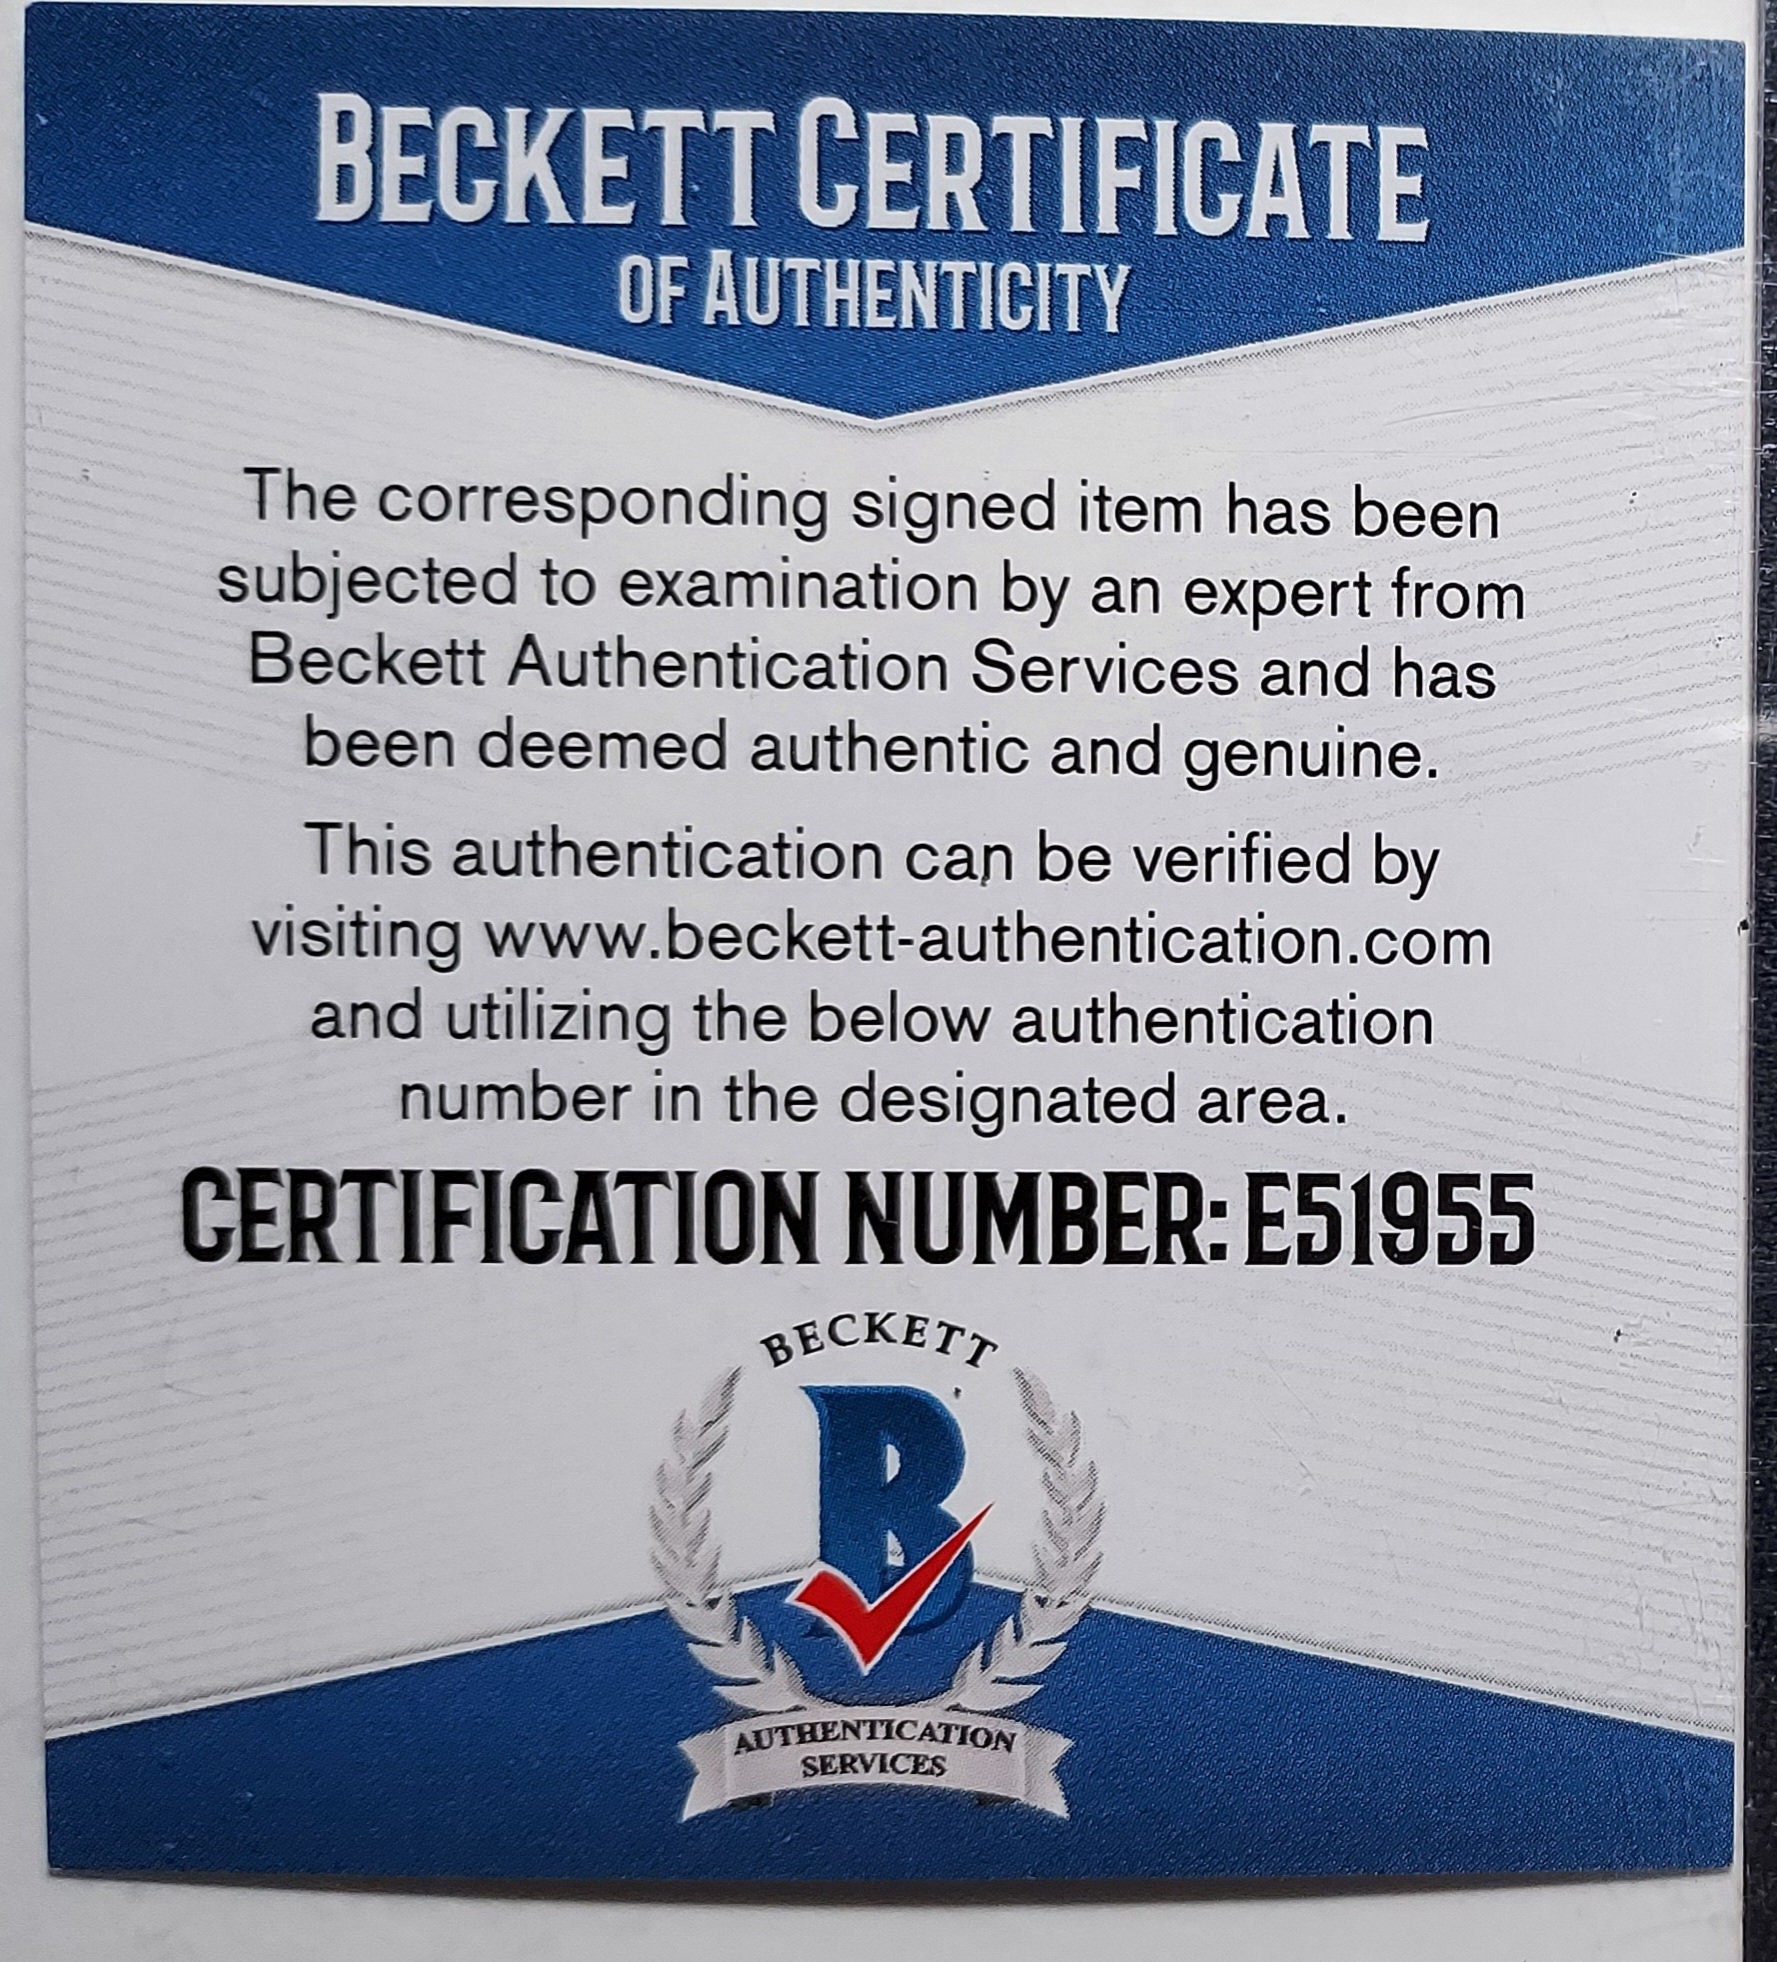 BECKETT CERTIFICATE
OF AUTHENTICITY
The corresponding signed item has been
subjected to examination by an expert from
Beckett Authentication Services and has
been deemed authentic and genuine.
This authentication can be verified by
visiting www.beckett-authentication.com
and utilizing the below authentication
number in the designated area.
CERTIFICATION NUMBER: E51955
BECKETT
B
AUTHENTICATION
SERVICES